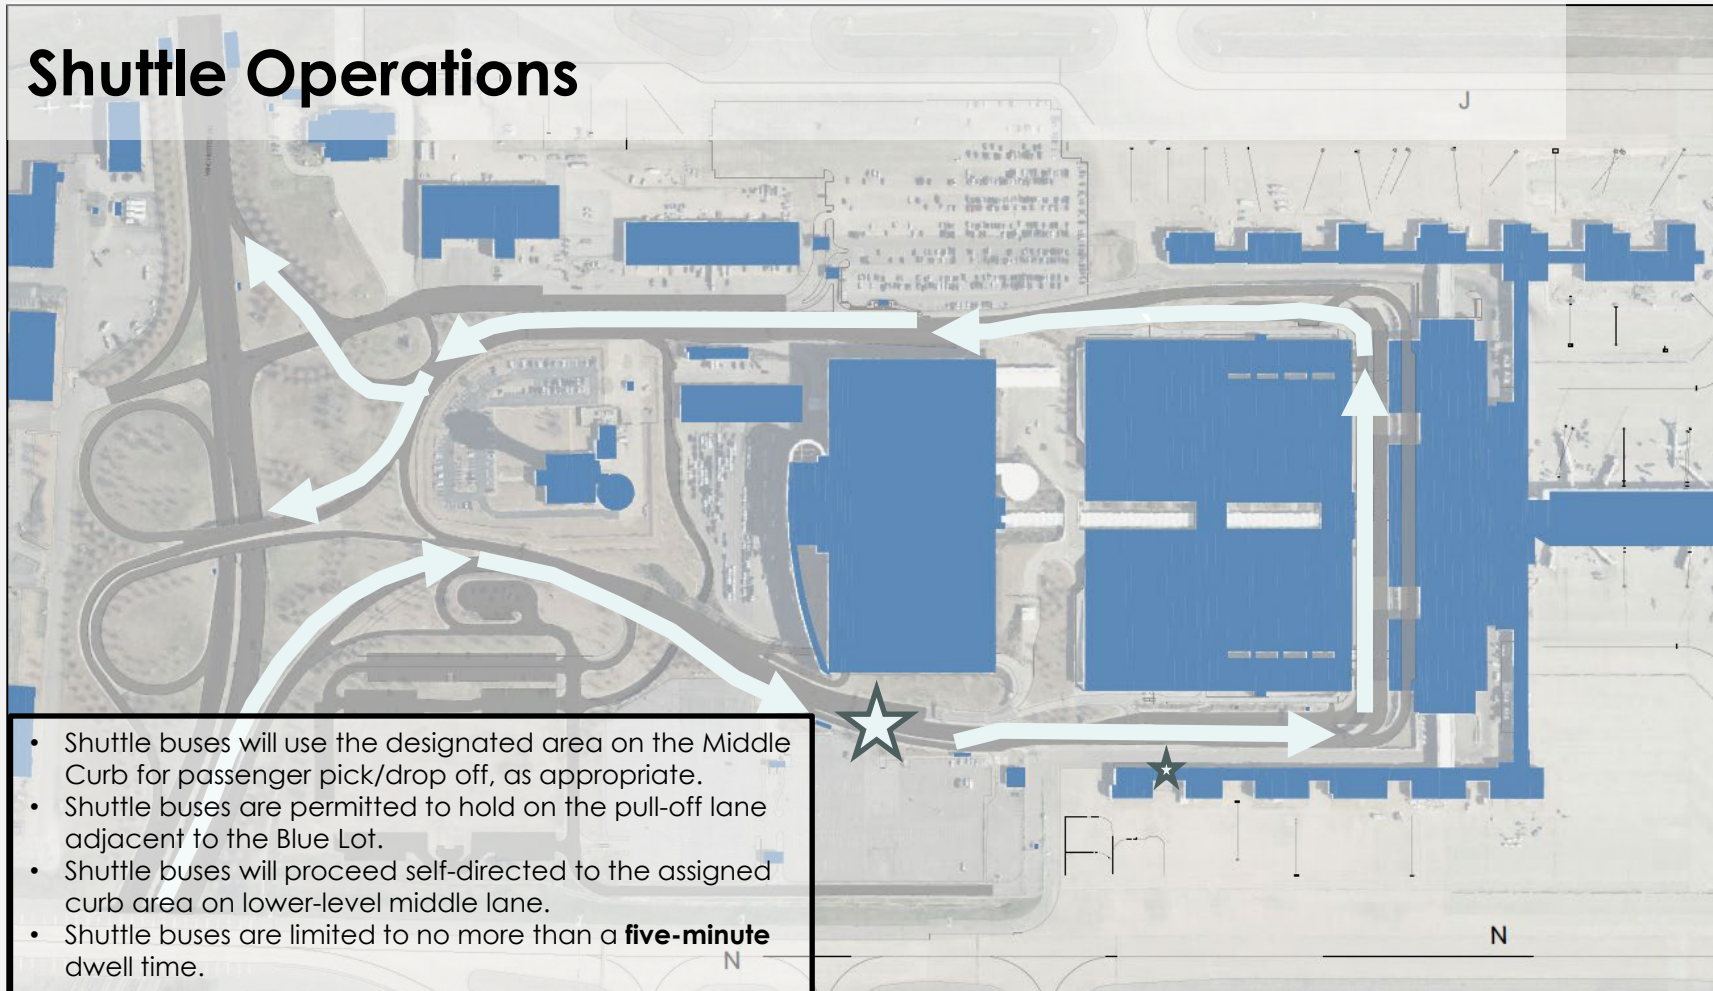 Shuttle Operations
J
• Shuttle buses will use the designated area on the Middle
Curb for passenger pick/drop off, as appropriate.
• Shuttle buses are permitted to hold on the pull-off lane
adjacent to the Blue Lot.
• Shuttle buses will proceed self-directed to the assigned
curb area on lower-level middle lane.
• Shuttle buses are limited to no more than a five-minute
dwell time.
N
N